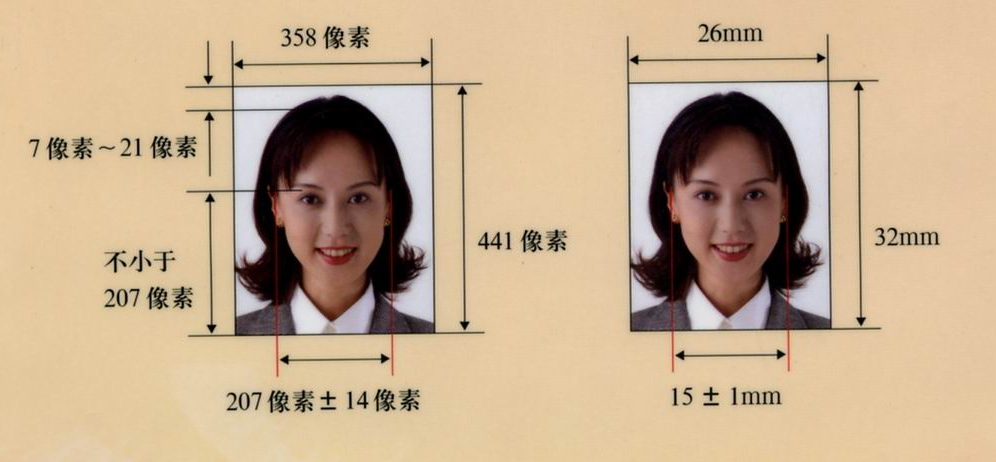 358 像素
7 像素～21 像素
不小于
207 像素
441 像素
207 像素 ± 14 像素
26mm
32mm
15 ± 1mm